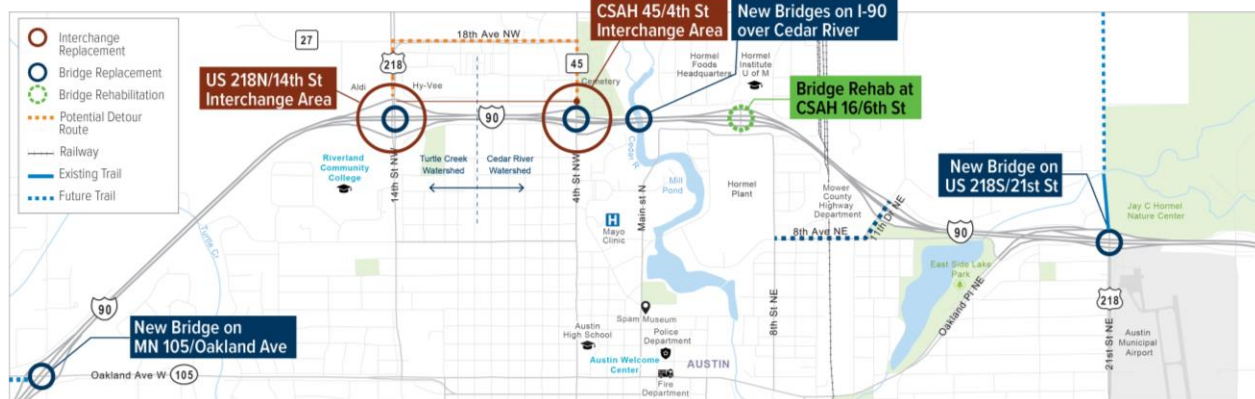 Interchange
Replacement
Bridge Replacement
Bridge Rehabilitation
Potential Detour
Route
Railway
Existing Trail
Future Trail
27
218
18th Ave NW
45
CSAH 45/4th St
Interchange Area
New Bridges on I-90
over Cedar River
US 218N/14th St
Interchange Area
Aldi
Hy-Vee
Cemetery
Hormel
Foods
Headquarters
Hormel
Institute
U of M
Bridge Rehab at
CSAH 16/6th St
90
Riverland
Community
College
14th St NW
Turtle Creek
Watershed
Cedar River
Watershed
4th St NW
Cedar R
Mill
Pond
Main st N
Hormel
Plant
Mower
County
Highway
Department
New Bridge on
US 218S/21st St
Jay C Hormel
Nature Center
Turtle Cr
H
Mayo
Clinic
8th Ave NE
11th Dr NE
90
East Side Lake
Park
Oakland Pl NE
218
21st St NE
Austin
Municipal
Airport
90
New Bridge on
MN 105/Oakland Ave
Oakland Ave W
105
Spam Museum
Austin
High School
Police
Department
Austin Welcome
Center
AUSTIN
Fire
Department
8th St NE